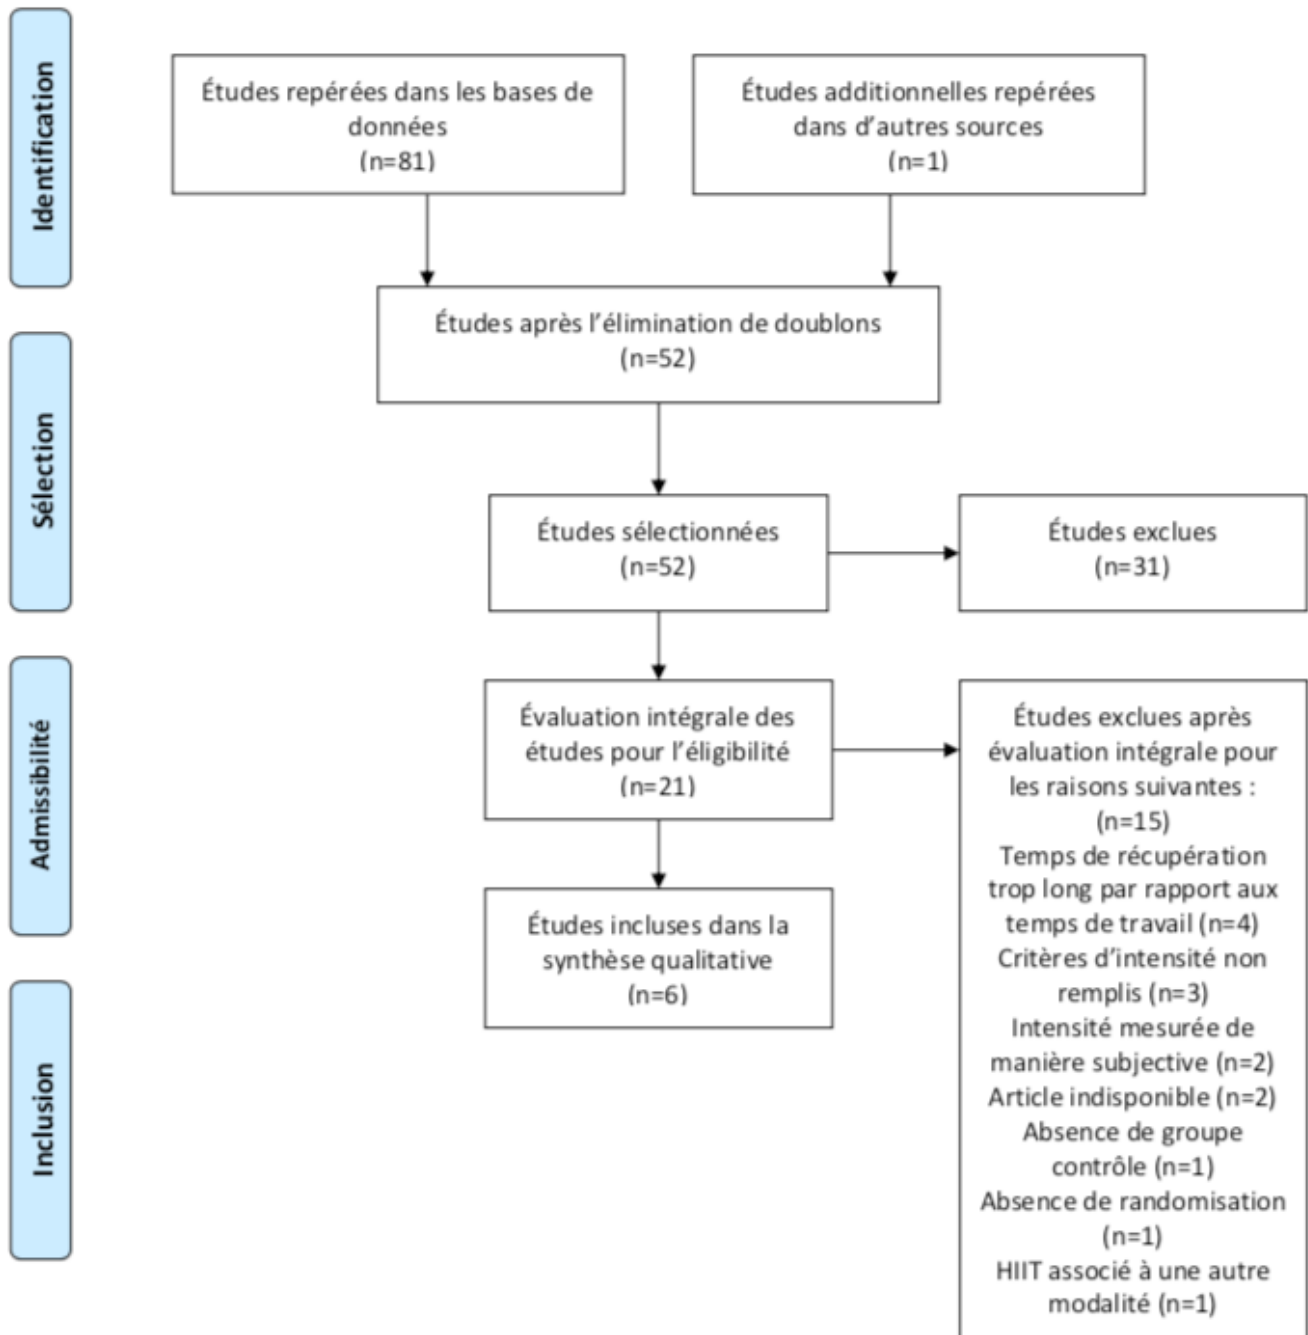 Identification
Études repérées dans les bases de
données
(n=81)
Études additionnelles repérées
dans d'autres sources
(n=1)
Études après l'élimination de doublons
(n=52)
Sélection
Études sélectionnées
(n=52)
Études exclues
(n=31)
Admissibilité
Évaluation intégrale des
études pour l'éligibilité
(n=21)
Études exclues après
évaluation intégrale pour
les raisons suivantes :
(n=15)
Temps de récupération
trop long par rapport aux
temps de travail (n=4)
Critères d'intensité non
remplis (n=3)
Intensité mesurée de
manière subjective (n=2)
Article indisponible (n=2)
Absence de groupe
contrôle (n=1)
Absence de randomisation
(n=1)
HIIT associé à une autre
modalité (n=1)
Études incluses dans la
synthèse qualitative
(n=6)
Inclusion